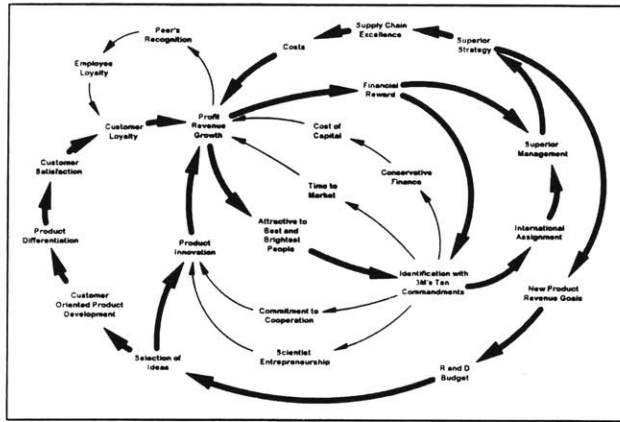 Peer's
Recognition
Supply Chain
Excellence
Superior
Strategy
Costs
Employee
Loyalty
Financial
Reward
Customer
Loyalty
Profit
Revenue
Growth
Cost of
Capital
Superior
Management
Customer
Satisfaction
Conservative
Finance
Time to
Market
Product
Differentiation
Product
Innovation
Attractive to
Best and
Brightest
People
International
Assignment
Identification with
3M's Ten
Commandments
New Product
Revenue Goals
Customer
Oriented Product
Development
Commitment to
Cooperation
Scientist
Entrepreneurship
Selection of
Ideas
R and D
Budget